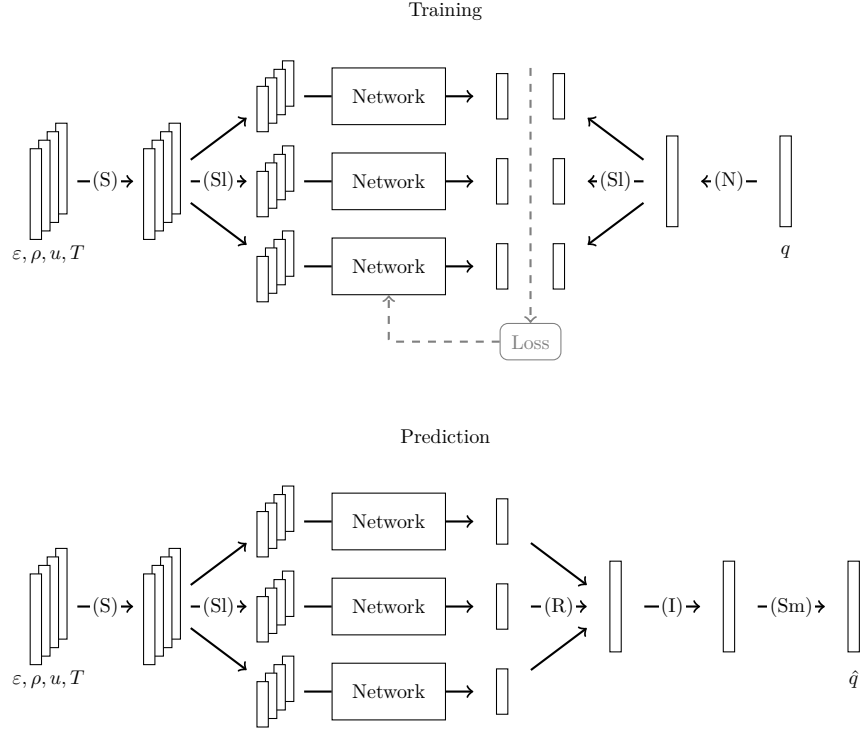 Training
Network
(S)
(Sl)
Network
(Sl)
(N)
ε, ρ, u, T
Network
q
Loss
Prediction
Network
(S)
(Sl)
Network
(R)
(I)
(Sm)
ε, ρ, u, T
Network
q̂